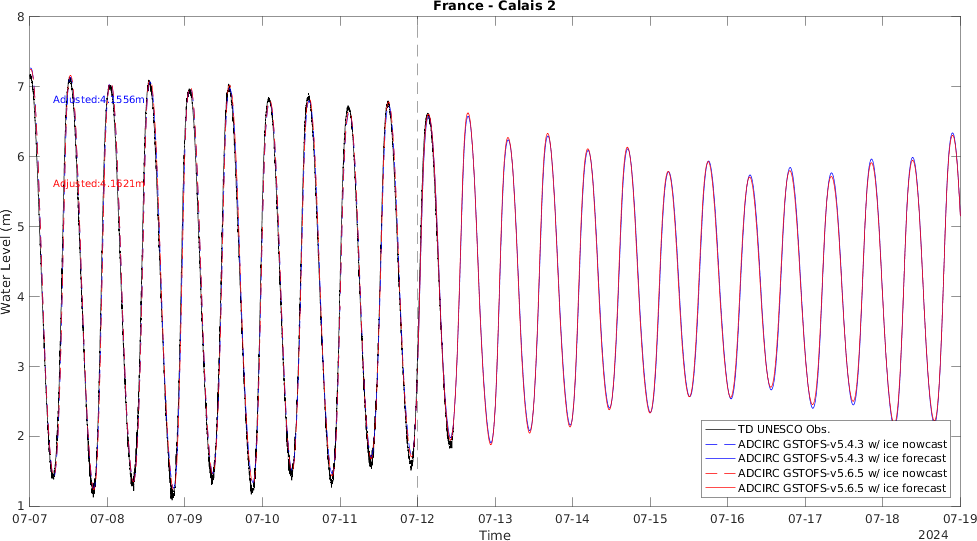 France - Calais 2
8
7
6
5
4
3
2
1
Water Level (m)
Adjusted:4.1556m
Adjusted:4.1521m
TD UNESCO Obs.
ADCIRC GSTOFS-v5.4.3 w/ ice nowcast
ADCIRC GSTOFS-v5.4.3 w/ ice forecast
ADCIRC GSTOFS-v5.6.5 w/ ice nowcast
ADCIRC GSTOFS-v5.6.5 w/ ice forecast
07-07 07-08 07-09 07-10 07-11 07-12 07-13 07-14 07-15 07-16 07-17 07-18 07-19
Time
2024